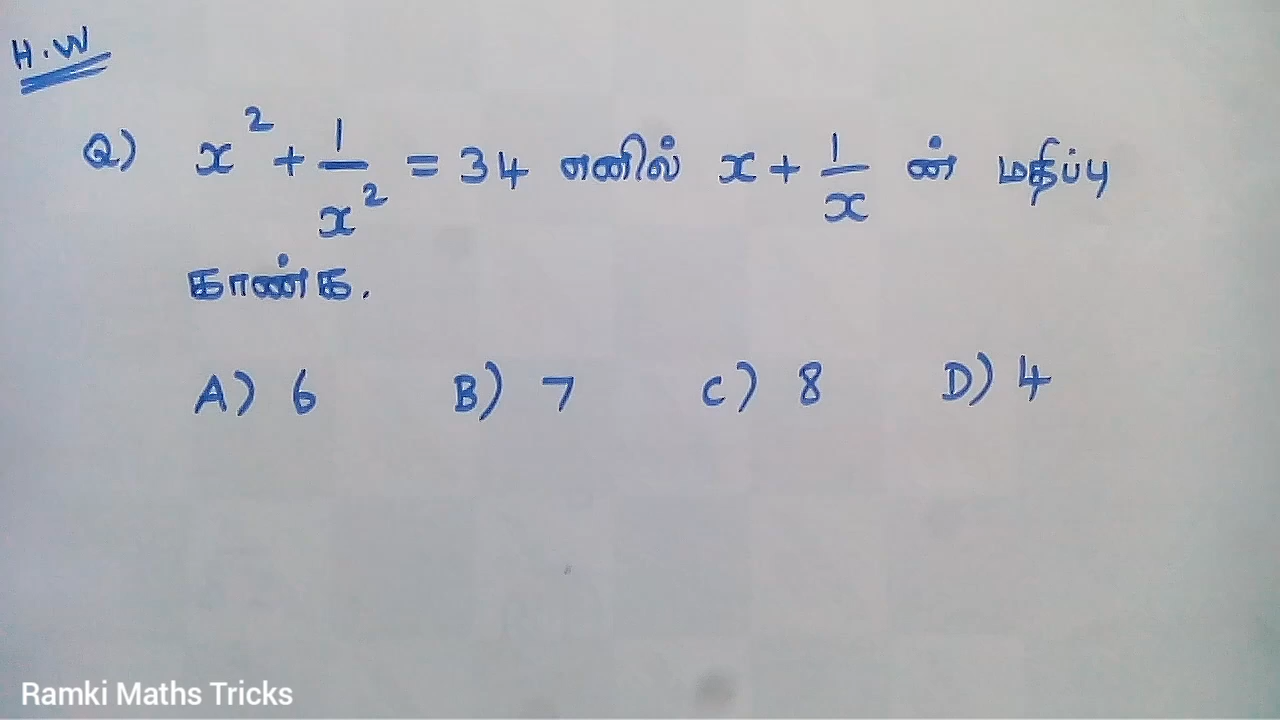 H.W
Q) x² + 1/x² = 34 எனில் x + 1/x ன் மதிப்பு
காண்க.
A) 6 B) 7 C) 8 D) 4
Ramki Maths Tricks